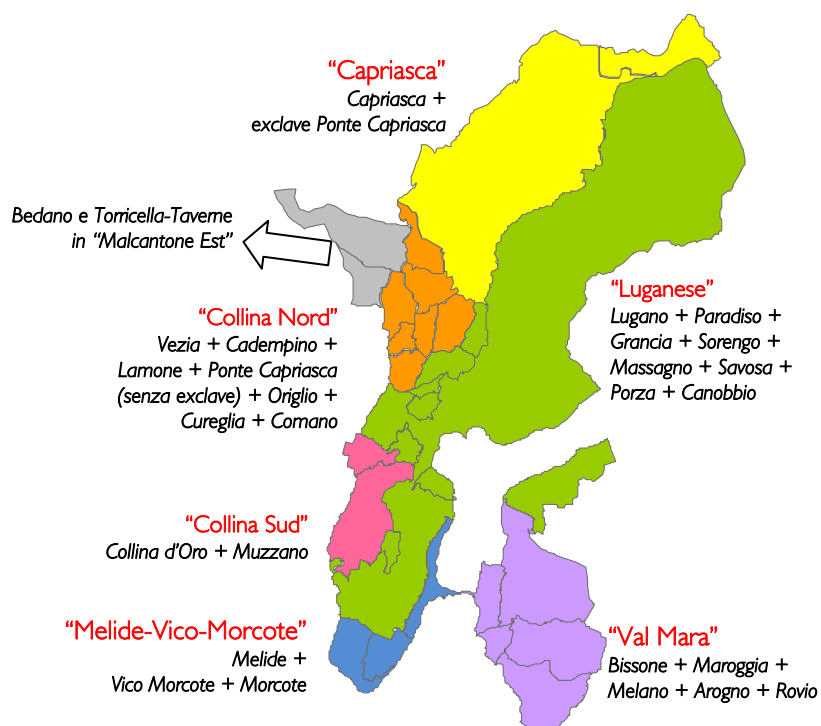 “Capriasca”
Capriasca +
exclave Ponte Capriasca
Bedano e Torricella-Taverne
in “Malcantone Est”
“Collina Nord”
Vezia + Cadempino +
Lamone + Ponte Capriasca
(senza exclave) + Origlio +
Cureglia + Comano
“Luganese”
Lugano + Paradiso +
Grancia + Sorengo +
Massagno + Savosa +
Porza + Canobbio
“Collina Sud”
Collina d’Oro + Muzzano
“Melide-Vico-Morcote”
Melide +
Vico Morcote + Morcote
“Val Mara”
Bissone + Maroggia +
Melano + Arogno + Rovio